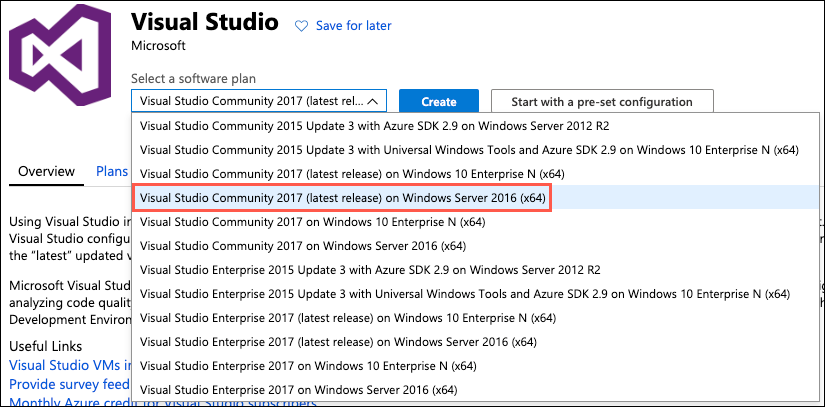 Visual Studio
Save for later
Microsoft
Select a software plan
Visual Studio Community 2017 (latest rel...
Create
Start with a pre-set configuration
Visual Studio Community 2015 Update 3 with Azure SDK 2.9 on Windows Server 2012 R2
Visual Studio Community 2015 Update 3 with Universal Windows Tools and Azure SDK 2.9 on Windows 10 Enterprise N (x64)
Visual Studio Community 2017 (latest release) on Windows 10 Enterprise N (x64)
Visual Studio Community 2017 (latest release) on Windows Server 2016 (x64)
Visual Studio Community 2017 on Windows 10 Enterprise N (x64)
Visual Studio Community 2017 on Windows Server 2016 (x64)
Visual Studio Enterprise 2015 Update 3 with Azure SDK 2.9 on Windows Server 2012 R2
Visual Studio Enterprise 2015 Update 3 with Universal Windows Tools and Azure SDK 2.9 on Windows 10 Enterprise N (x64)
Visual Studio Enterprise 2017 (latest release) on Windows 10 Enterprise N (x64)
Visual Studio Enterprise 2017 (latest release) on Windows Server 2016 (x64)
Visual Studio Enterprise 2017 on Windows 10 Enterprise N (x64)
Visual Studio Enterprise 2017 on Windows Server 2016 (x64)
Overview
Plans
Using Visual Studio in
Visual Studio configu
the "latest" updated v
Microsoft Visual Stud
analyzing code qualit
Development Environ
Useful Links
Visual Studio VMs in
Provide survey feed
Monthly Azure credit for Visual Studio subscribers